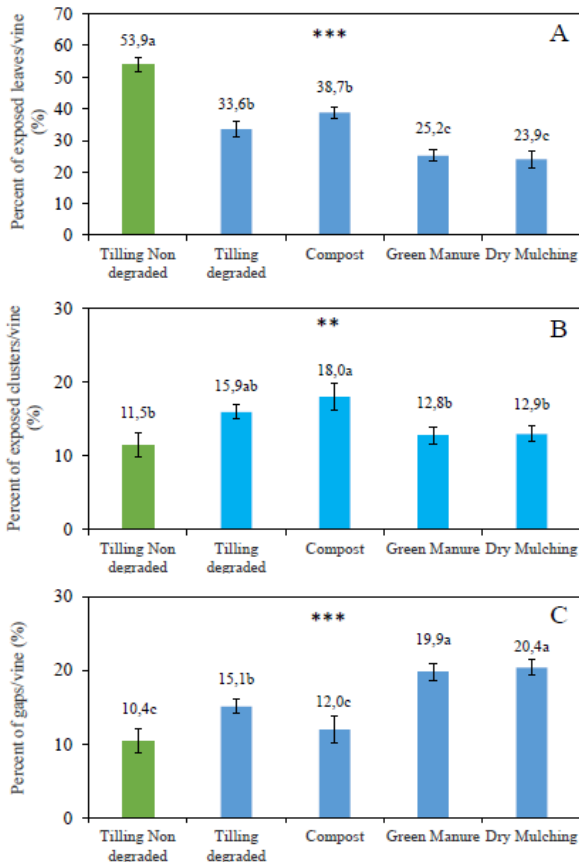 Percent of exposed leaves/vine
(%)
70
60
50
40
30
20
10
0
***
A
53,9a
33,6b
38,7b
25,2c
23,9c
Tilling Non
degraded
Tilling
degraded
Compost
Green Manure
Dry Mulching
Percent of exposed clusters/vine
(%)
30
20
10
0
**
B
11,5b
15,9ab
18,0a
12,8b
12,9b
Tilling Non
degraded
Tilling
degraded
Compost
Green Manure
Dry Mulching
Percent of gaps/vine (%)
30
20
10
0
***
C
10,4c
15,1b
12,0c
19,9a
20,4a
Tilling Non
degraded
Tilling
degraded
Compost
Green Manure
Dry Mulching